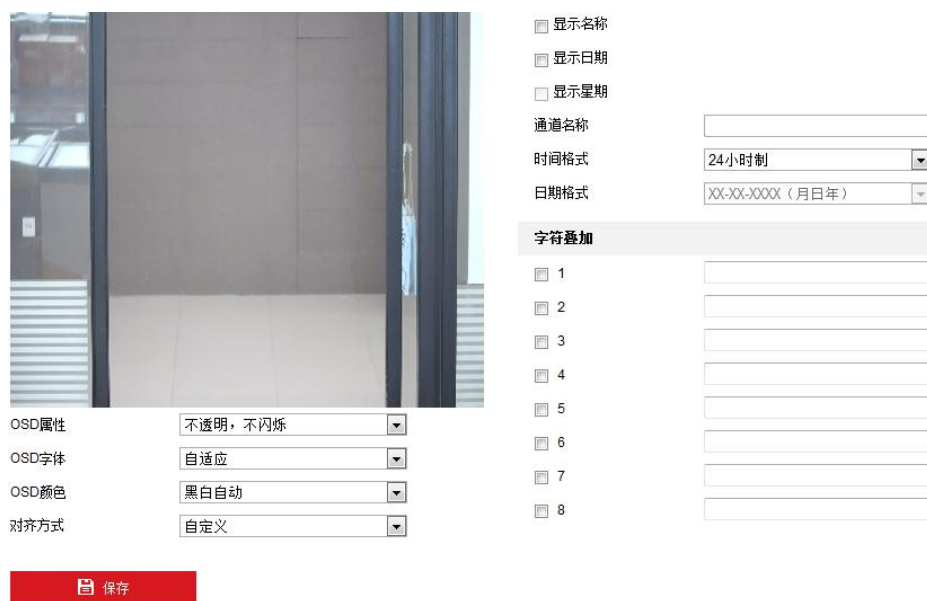 显示名称
显示日期
显示星期
通道名称
时间格式 24小时制
日期格式 XX-XX-XXXX（月日年）
字符叠加
1
2
3
4
5
6
7
8
OSD属性 不透明，不闪烁
OSD字体 自适应
OSD颜色 黑白自动
对齐方式 自定义
保存